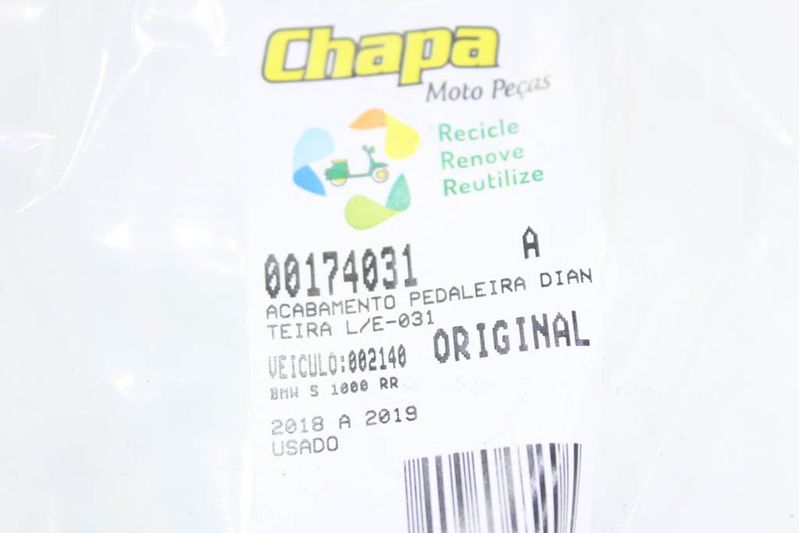 Chapa
Moto Peças
Recicle
Renove
Reutilize
00174031 A
ACABAMENTO PEDALEIRA DIAN
TEIRA L/E-031
VEICULO:002140 ORIGINAL
BMW S 1000 RR
2018 A 2019
USADO